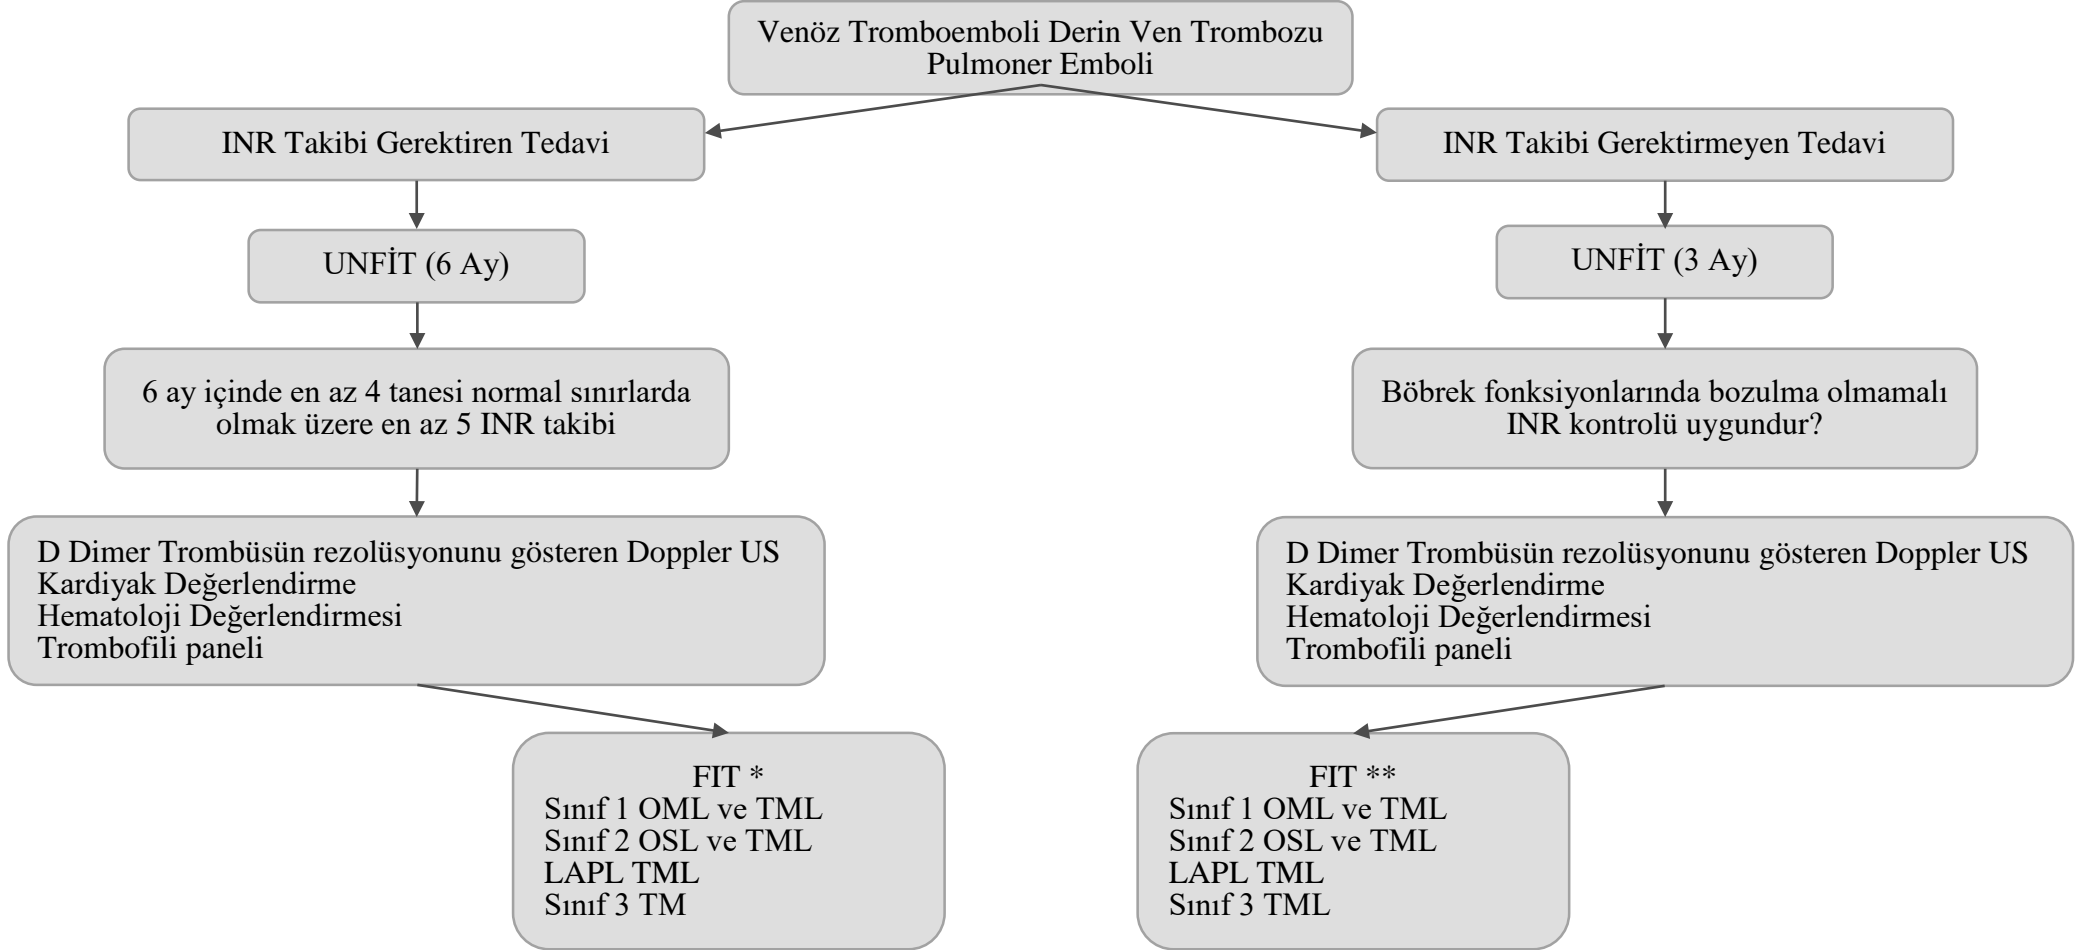 Venöz Tromboemboli Derin Ven Trombozu
Pulmoner Emboli
INR Takibi Gerektiren Tedavi
INR Takibi Gerektirmeyen Tedavi
UNFİT (6 Ay)
UNFİT (3 Ay)
6 ay içinde en az 4 tanesi normal sınırlarda
olmak üzere en az 5 INR takibi
Böbrek fonksiyonlarında bozulma olmamalı
INR kontrolü uygundur?
D Dimer Trombüsün rezolüsyonunu gösteren Doppler US
Kardiyak Değerlendirme
Hematoloji Değerlendirmesi
Trombofili paneli
D Dimer Trombüsün rezolüsyonunu gösteren Doppler US
Kardiyak Değerlendirme
Hematoloji Değerlendirmesi
Trombofili paneli
FIT *
Sınıf 1 OML ve TML
Sınıf 2 OSL ve TML
LAPL TML
Sınıf 3 TM
FIT **
Sınıf 1 OML ve TML
Sınıf 2 OSL ve TML
LAPL TML
Sınıf 3 TML